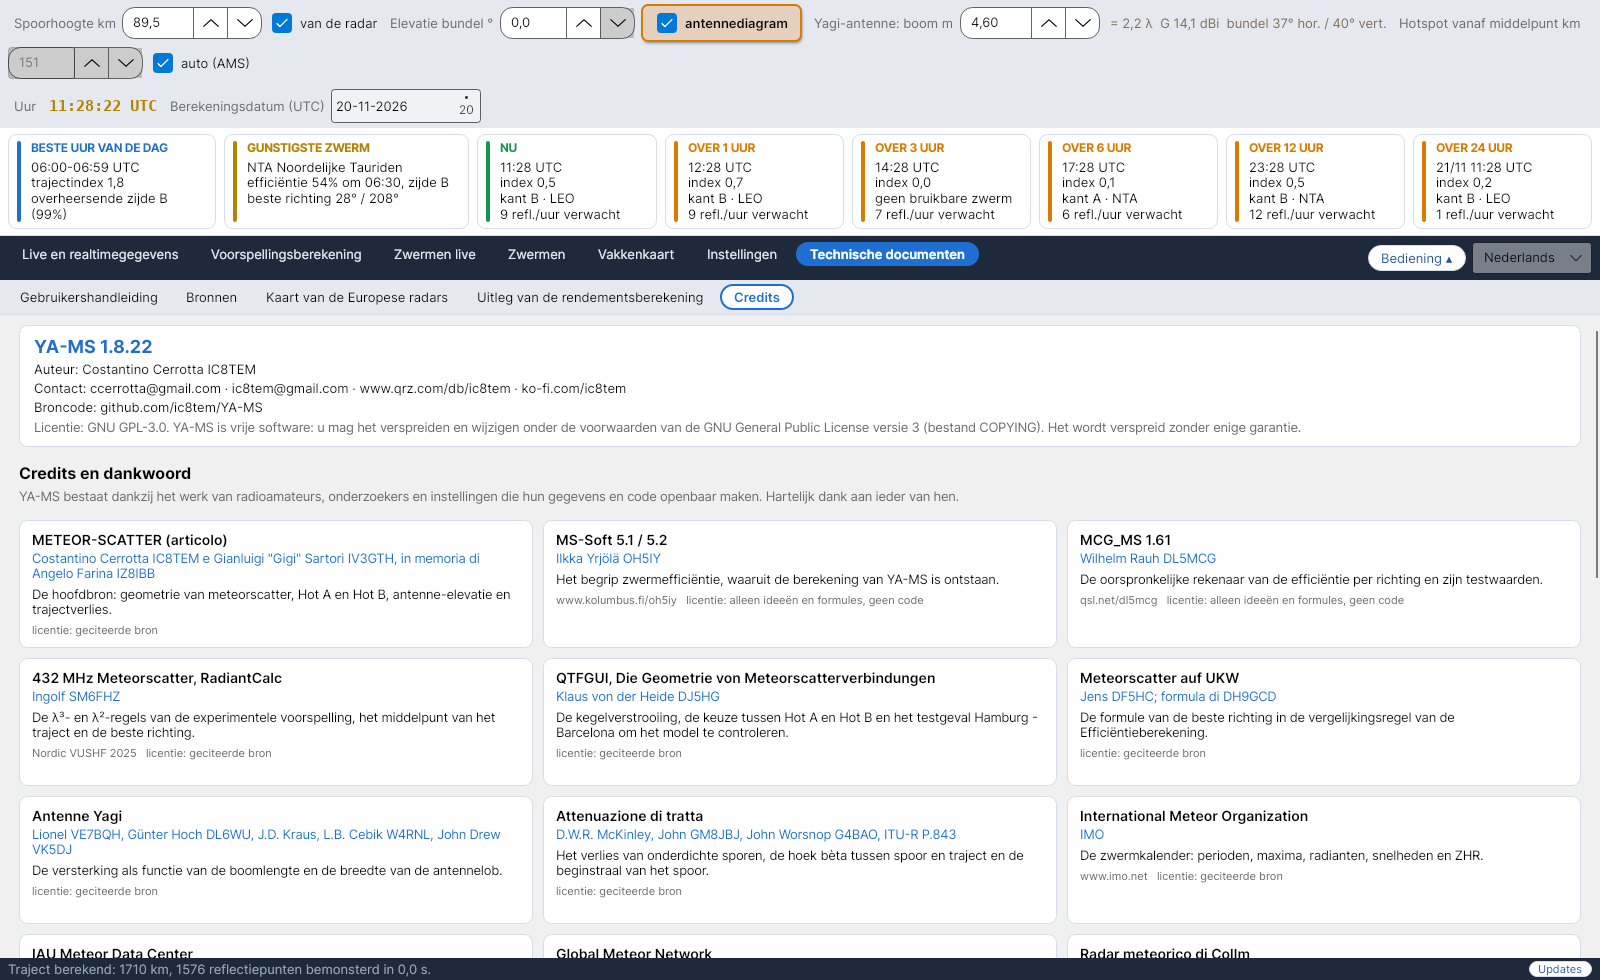 Spoorhoogte km 89,5 van de radar Elevatie bundel ° 0,0 antennediagram Yagi-antenne: boom m 4,60 = 2,2 λ G 14,1 dBi bundel 37° hor. / 40° vert. Hotspot vanaf middelpunt km
151 auto (AMS)
Uur 11:28:22 UTC Berekeningsdatum (UTC) 20-11-2026 20
BESTE UUR VAN DE DAG
06:00-06:59 UTC
trajectindex 1,8
overheersende zijde B
(99%)
GUNSTIGSTE ZWERM
NTA Noordelijke Tauriden
efficiëntie 54% om 06:30, zijde B
beste richting 28° / 208°
NU
11:28 UTC
index 0,5
kant B · LEO
9 refl./uur verwacht
OVER 1 UUR
12:28 UTC
index 0,7
kant B · LEO
9 refl./uur verwacht
OVER 3 UUR
14:28 UTC
index 0,0
geen bruikbare zwerm
7 refl./uur verwacht
OVER 6 UUR
17:28 UTC
index 0,1
kant A · NTA
6 refl./uur verwacht
OVER 12 UUR
23:28 UTC
index 0,5
kant B · NTA
12 refl./uur verwacht
OVER 24 UUR
21/11 11:28 UTC
index 0,2
kant B · LEO
1 refl./uur verwacht
Live en realtimegegevens Voorspellingsberekening Zwermen live Zwermen Vakkenkaart Instellingen Technische documenten Bediening ▴ Nederlands
Gebruikershandleiding Bronnen Kaart van de Europese radars Uitleg van de rendementsberekening Credits
YA-MS 1.8.22
Auteur: Costantino Cerrotta IC8TEM
Contact: ccerrotta@gmail.com · ic8tem@gmail.com · www.qrz.com/db/ic8tem · ko-fi.com/ic8tem
Broncode: github.com/ic8tem/YA-MS
Licentie: GNU GPL-3.0. YA-MS is vrije software: u mag het verspreiden en wijzigen onder de voorwaarden van de GNU General Public License versie 3 (bestand COPYING). Het wordt verspreid zonder enige garantie.
Credits en dankwoord
YA-MS bestaat dankzij het werk van radioamateurs, onderzoekers en instellingen die hun gegevens en code openbaar maken. Hartelijk dank aan ieder van hen.
METEOR-SCATTER (articolo)
Costantino Cerrotta IC8TEM e Gianluigi "Gigi" Sartori IV3GTH, in memoria di
Angelo Farina IZ8IBB
De hoofdbron: geometrie van meteorscatter, Hot A en Hot B, antenne-elevatie en
trajectverlies.
licentie: geciteerde bron
MS-Soft 5.1 / 5.2
Ilkka Yrjölä OH5IY
Het begrip zwermefficiëntie, waaruit de berekening van YA-MS is ontstaan.
www.kolumbus.fi/oh5iy licentie: alleen ideeën en formules, geen code
MCG_MS 1.61
Wilhelm Rauh DL5MCG
De oorspronkelijke rekenaar van de efficiëntie per richting en zijn testwaarden.
qsl.net/dl5mcg licentie: alleen ideeën en formules, geen code
432 MHz Meteorscatter, RadiantCalc
Ingolf SM6FHZ
De λ³- en λ²-regels van de experimentele voorspelling, het middelpunt van het
traject en de beste richting.
Nordic VUSHF 2025 licentie: geciteerde bron
QTFGUI, Die Geometrie von Meteorscatterverbindungen
Klaus von der Heide DJ5HG
De kegelverstrooiing, de keuze tussen Hot A en Hot B en het testgeval Hamburg -
Barcelona om het model te controleren.
licentie: geciteerde bron
Meteorscatter auf UKW
Jens DF5HC; formula di DH9GCD
De formule van de beste richting in de vergelijkingsregel van de
Efficiëntieberekening.
licentie: geciteerde bron
Antenne Yagi
Lionel VE7BQH, Günter Hoch DL6WU, J.D. Kraus, L.B. Cebik W4RNL, John Drew
VK5DJ
De versterking als functie van de boomlengte en de breedte van de antennelob.
licentie: geciteerde bron
Attenuazione di tratta
D.W.R. McKinley, John GM8JBJ, John Worsnop G4BAO, ITU-R P.843
Het verlies van onderdichte sporen, de hoek bèta tussen spoor en traject en de
beginstraal van het spoor.
licentie: geciteerde bron
International Meteor Organization
IMO
De zwermkalender: perioden, maxima, radianten, snelheden en ZHR.
www.imo.net licentie: geciteerde bron
IAU Meteor Data Center
Global Meteor Network
Radar meteorico di Collm
Traject berekend: 1710 km, 1576 reflectiepunten bemonsterd in 0,0 s. Updates